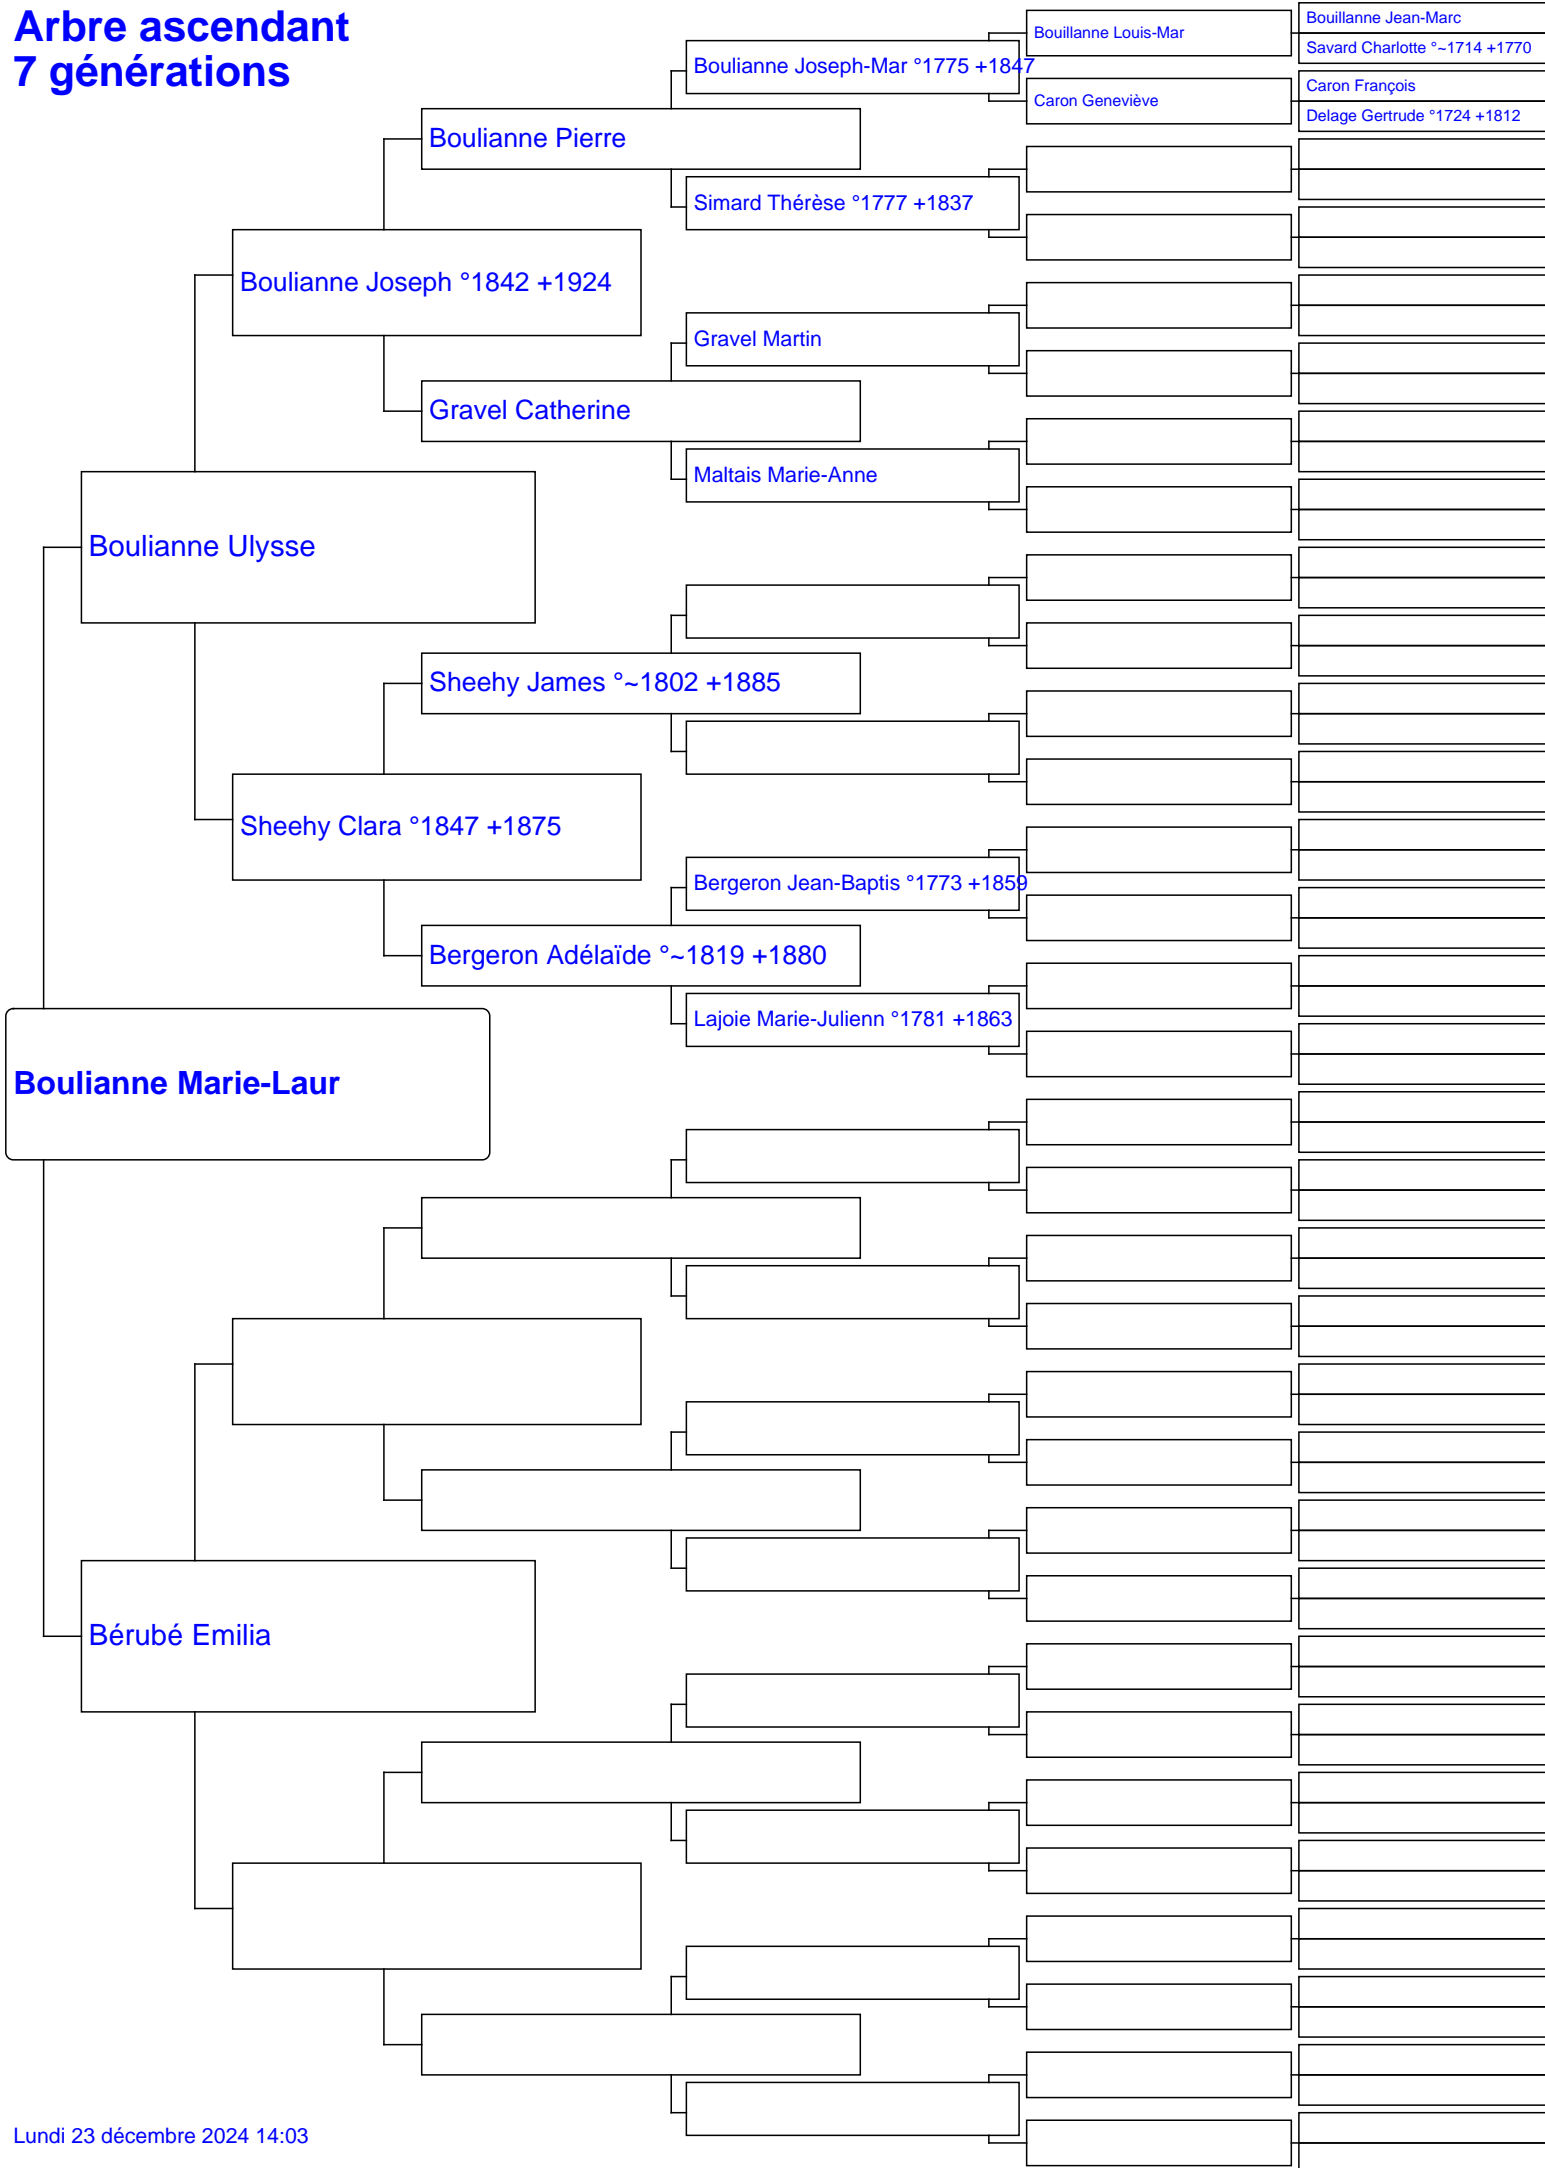 Arbre ascendant
7 générations
Bouillanne Jean-Marc
Bouillanne Louis-Mar
Savard Charlotte °~1714 +1770
Boulianne Joseph-Mar °1775 +1847
Caron François
Caron Geneviève
Delage Gertrude °1724 +1812
Boulianne Pierre
Simard Thérèse °1777 +1837
Boulianne Joseph °1842 +1924
Gravel Martin
Gravel Catherine
Maltais Marie-Anne
Boulianne Ulysse
Sheehy James °~1802 +1885
Sheehy Clara °1847 +1875
Bergeron Jean-Baptis °1773 +1859
Bergeron Adélaïde °~1819 +1880
Lajoie Marie-Julienn °1781 +1863
Boulianne Marie-Laur
Bérubé Emilia
Lundi 23 décembre 2024 14:03